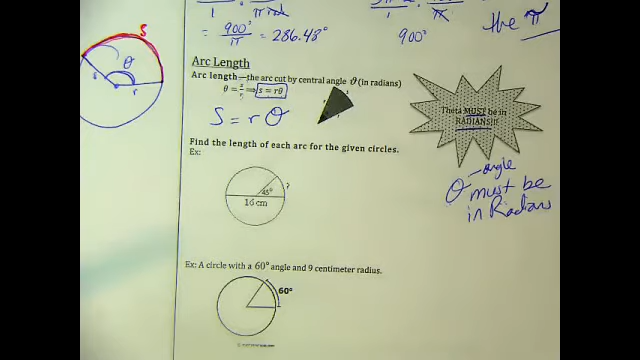 = 900° / π = 286.48°
900°
the π
S
θ
r
Arc Length
Arc length—the arc cut by central angle θ (in radians)
θ = s/r ⟹ s = rθ
S = r θ
Theta MUST be in
RADIANS!!!
θ - angle
must be
in Radians
Find the length of each arc for the given circles.
Ex:
45°
?
16 cm
Ex: A circle with a 60° angle and 9 centimeter radius.
60°